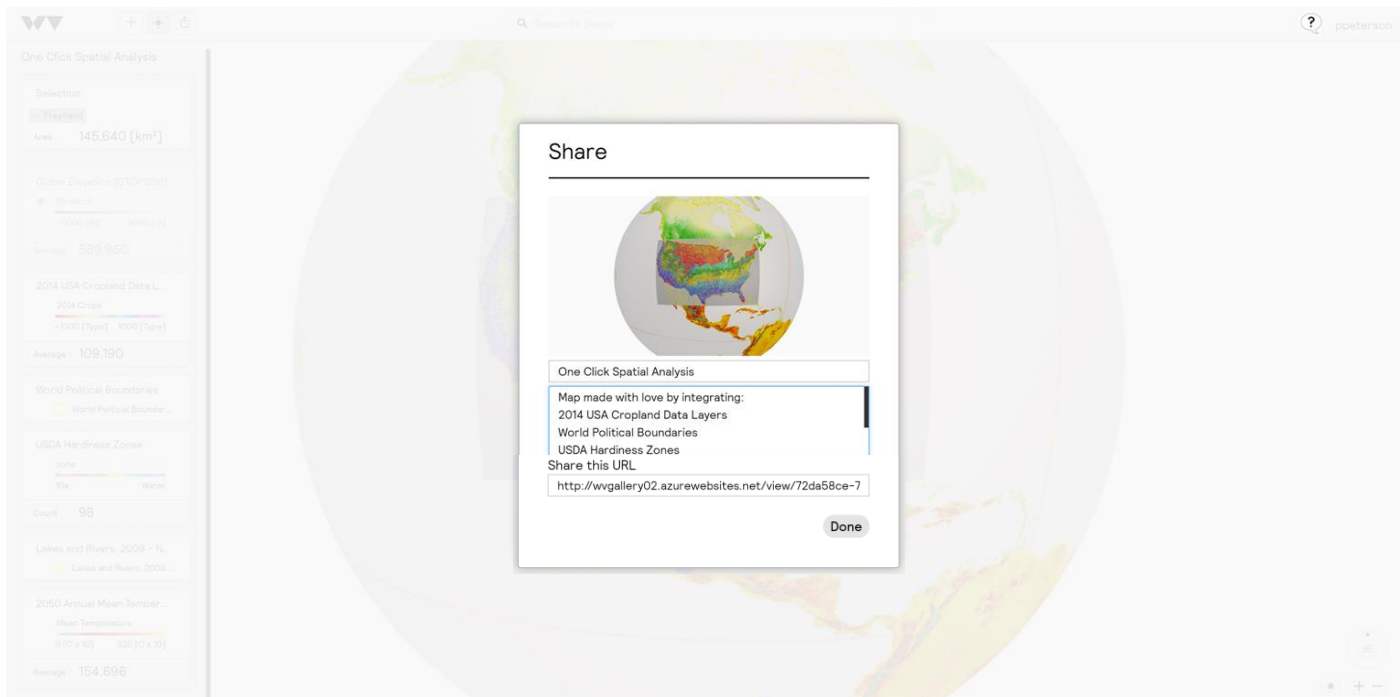 WV
Search for places
?
ppeterson
One Click Spatial Analysis
Selection
Freehand
Area 145,640 [km²]
Global Elevation (GTOPO30)
Elevation
Average 589.960
2014 USA Cropland Data L...
2014 Crops
-1000 [Type] 1000 [Type]
Average 109.190
World Political Boundaries
World Political Boundar...
USDA Hardiness Zones
zone
10a Water
Count 98
Lakes and Rivers, 2009 - N...
Lakes and Rivers, 2009...
2050 Annual Mean Temper...
Mean Temperature
0 [C x 10] 320 [C x 10]
Average 154.696
Share
One Click Spatial Analysis
Map made with love by integrating:
2014 USA Cropland Data Layers
World Political Boundaries
USDA Hardiness Zones
Share this URL
http://wvgallery02.azurewebsites.net/view/72da58ce-7
Done